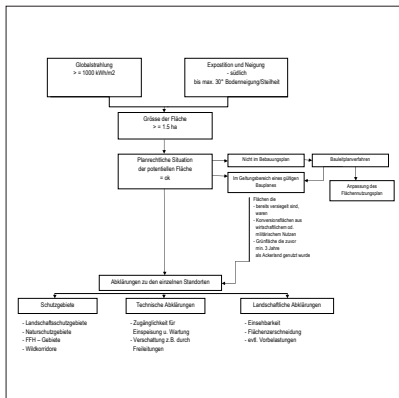 Globalstrahlung
> = 1000 kWh/m2
Expostition und Neigung
- südlich
bis max. 30° Bodenneigung/Steilheit
Grösse der Fläche
> = 1.5 ha
Planrechtliche Situation
der potentiellen Fläche
= ok
Nicht im Bebauungsplan
Bauleitplanverfahren
Im Geltungsbereich eines gültigen
Bauplanes
Anpassung des
Flächennutzungsplan
Flächen die
- bereits versiegelt sind,
waren
- Konversionsflächen aus
wirtschaftlichem od.
militärischem Nutzen
- Grünfläche die zuvor
min. 3 Jahre
als Ackerland genutzt wurde
Abklärungen zu den einzelnen Standorten
Schutzgebiete
- Landschaftsschutzgebiete
- Naturschutzgebiete
- FFH – Gebiete
- Wildkorridore
Technische Abklärungen
- Zugänglichkeit für
Einspeisung u. Wartung
- Verschattung z.B. durch
Freileitungen
Landschaftliche Abklärungen
- Einsehbarkeit
- Flächenzerschneidung
- evtl. Vorbelastungen